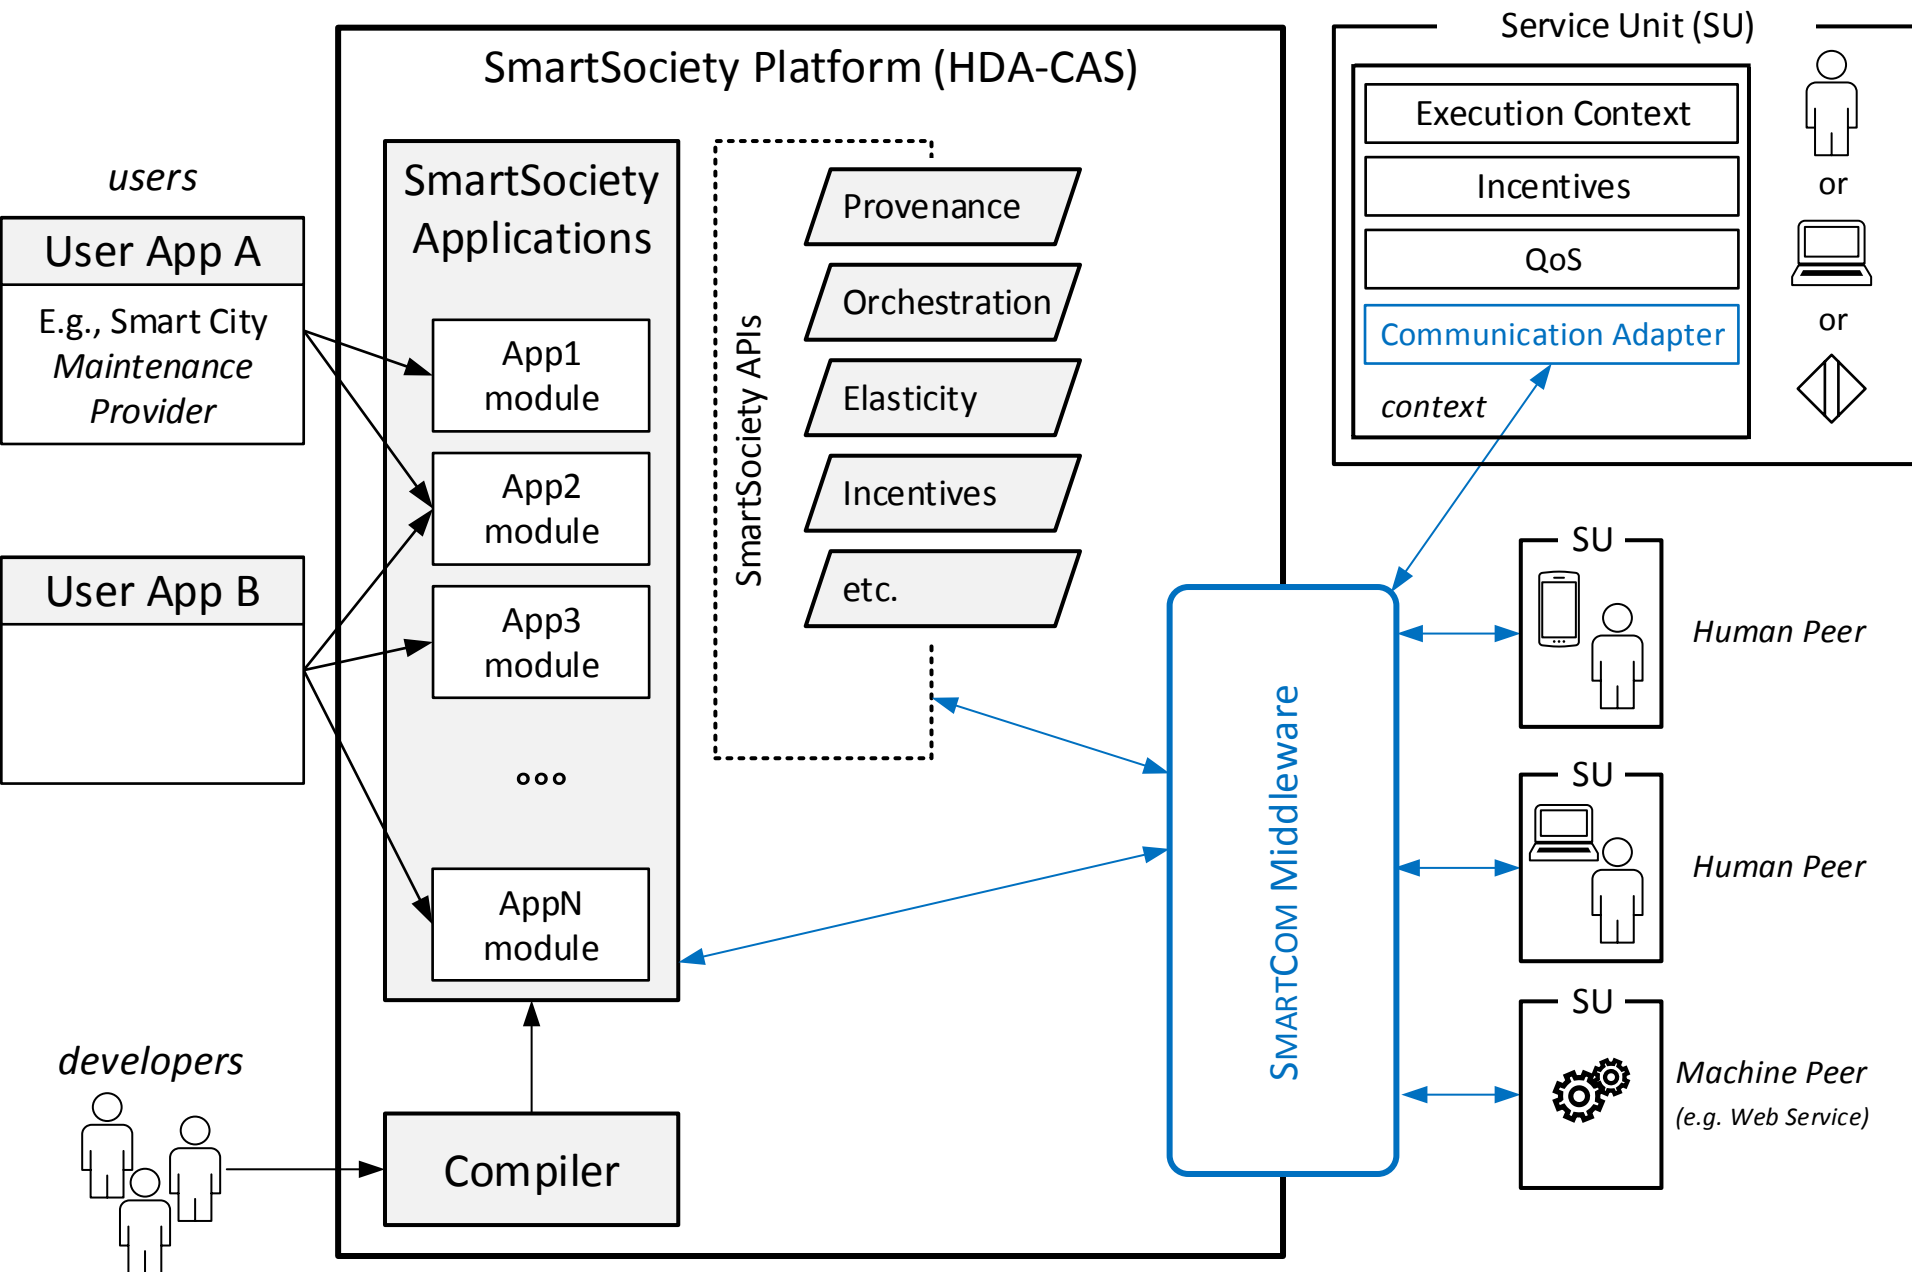 SmartSociety Platform (HDA-CAS)
users
User App A
E.g., Smart City
Maintenance
Provider
User App B
developers
SmartSociety
Applications
App1
module
App2
module
App3
module
AppN
module
Compiler
SmartSociety APIs
Provenance
Orchestration
Elasticity
Incentives
etc.
SMARTCOM Middleware
Service Unit (SU)
Execution Context
Incentives
QoS
Communication Adapter
context
or
or
SU
Human Peer
SU
Human Peer
SU
Machine Peer
(e.g. Web Service)